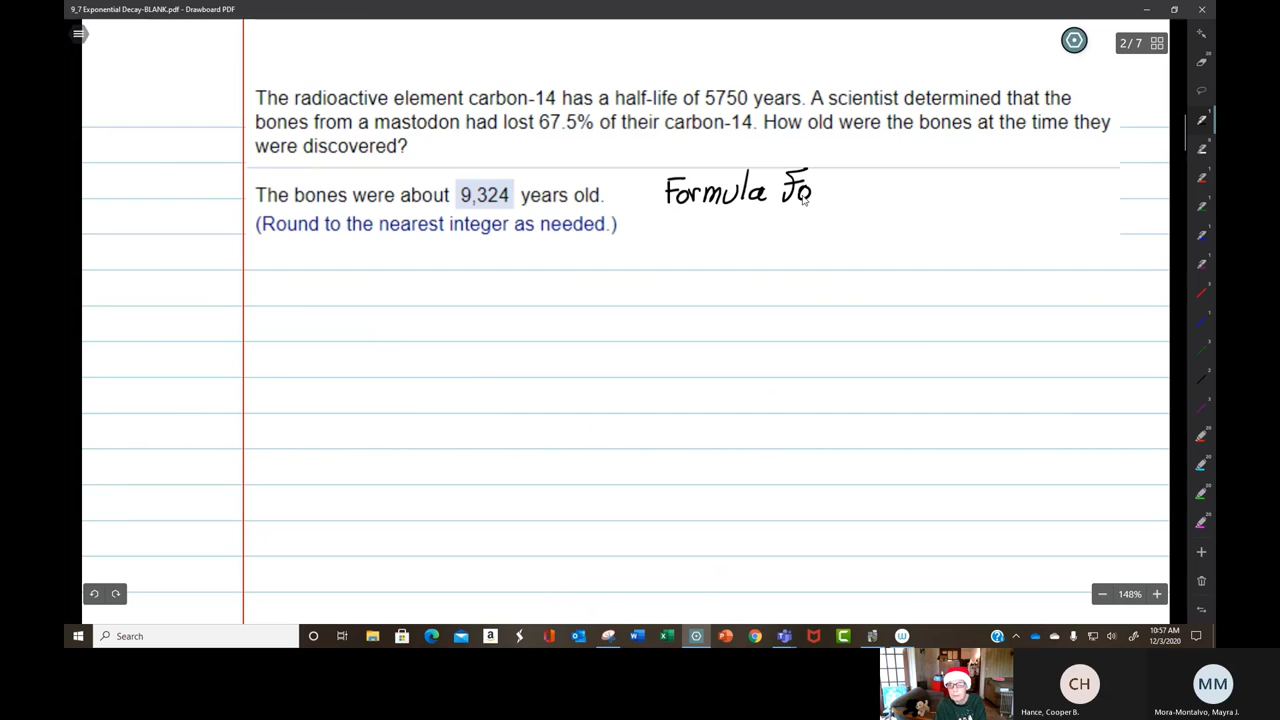 9_7 Exponential Decay-BLANK.pdf - Drawboard PDF
2/7
The radioactive element carbon-14 has a half-life of 5750 years. A scientist determined that the
bones from a mastodon had lost 67.5% of their carbon-14. How old were the bones at the time they
were discovered?
The bones were about 9,324 years old.
Formula Fo
(Round to the nearest integer as needed.)
148%
Search
10:57 AM
12/3/2020
CH
MM
Hance, Cooper B.
Mora-Montalvo, Mayra J.